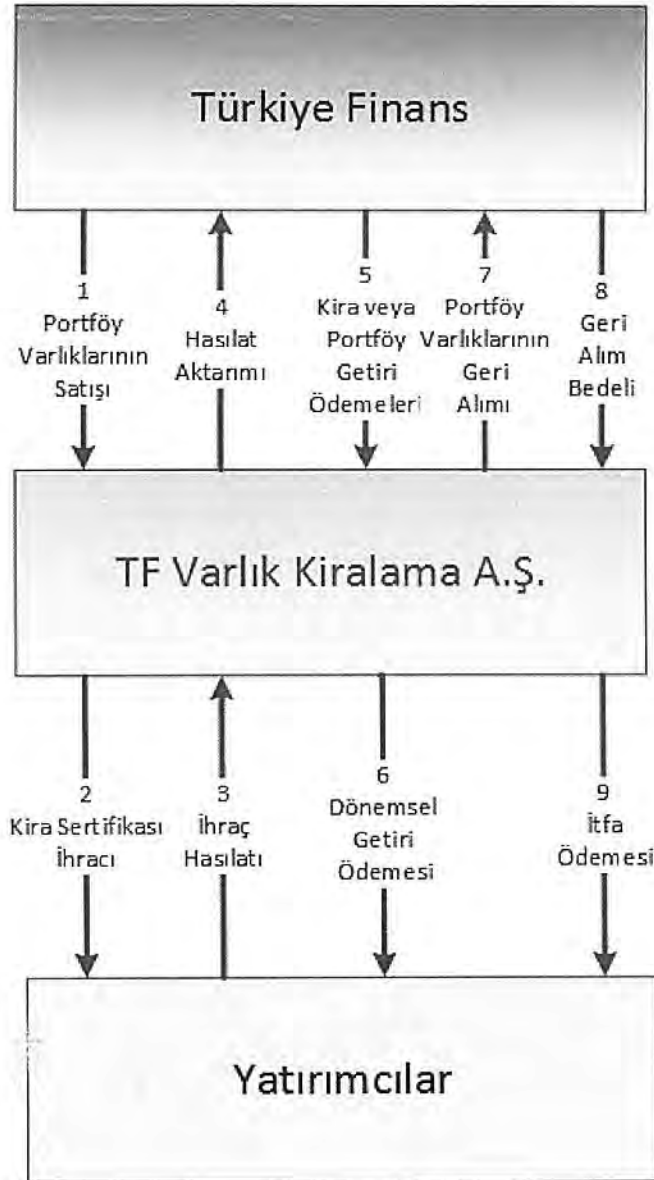 Türkiye Finans
1
Portföy
Varlıklarının
Satışı
4
Hasılat
Aktarımı
5
Kira veya
Portföy
Getiri
Ödemeleri
7
Portföy
Varlıklarının
Geri
Alımı
8
Geri
Alım
Bedeli
TF Varlık Kiralama A.Ş.
2
Kira Sertifikası
İhracı
3
İhraç
Hasılatı
6
Dönemsel
Getiri
Ödemesi
9
İtfa
Ödemesi
Yatırımcılar